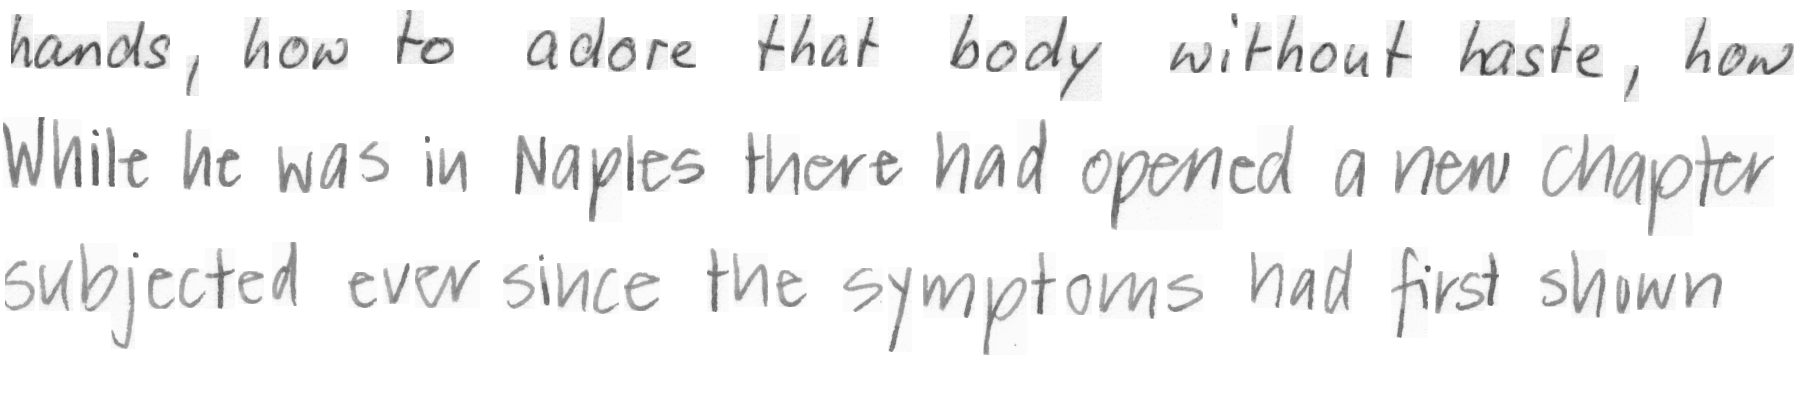 hands, how to adore that body without haste, how
While he was in Naples there had opened a new chapter
subjected ever since the symptoms had first shown